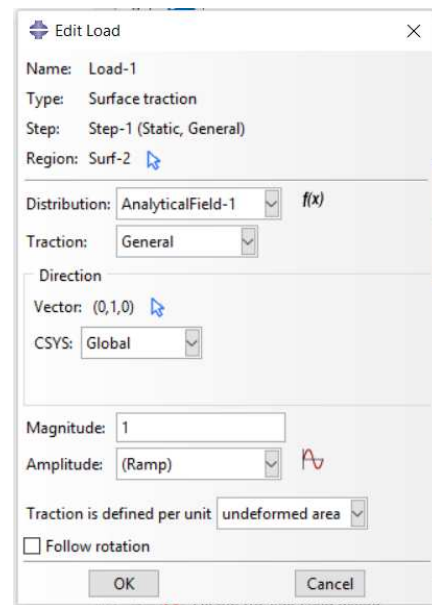 Edit Load
Name: Load-1
Type: Surface traction
Step: Step-1 (Static, General)
Region: Surf-2
Distribution: AnalyticalField-1 f(x)
Traction: General
Direction
Vector: (0,1,0)
CSYS: Global
Magnitude: 1
Amplitude: (Ramp)
Traction is defined per unit undeformed area
Follow rotation
OK Cancel